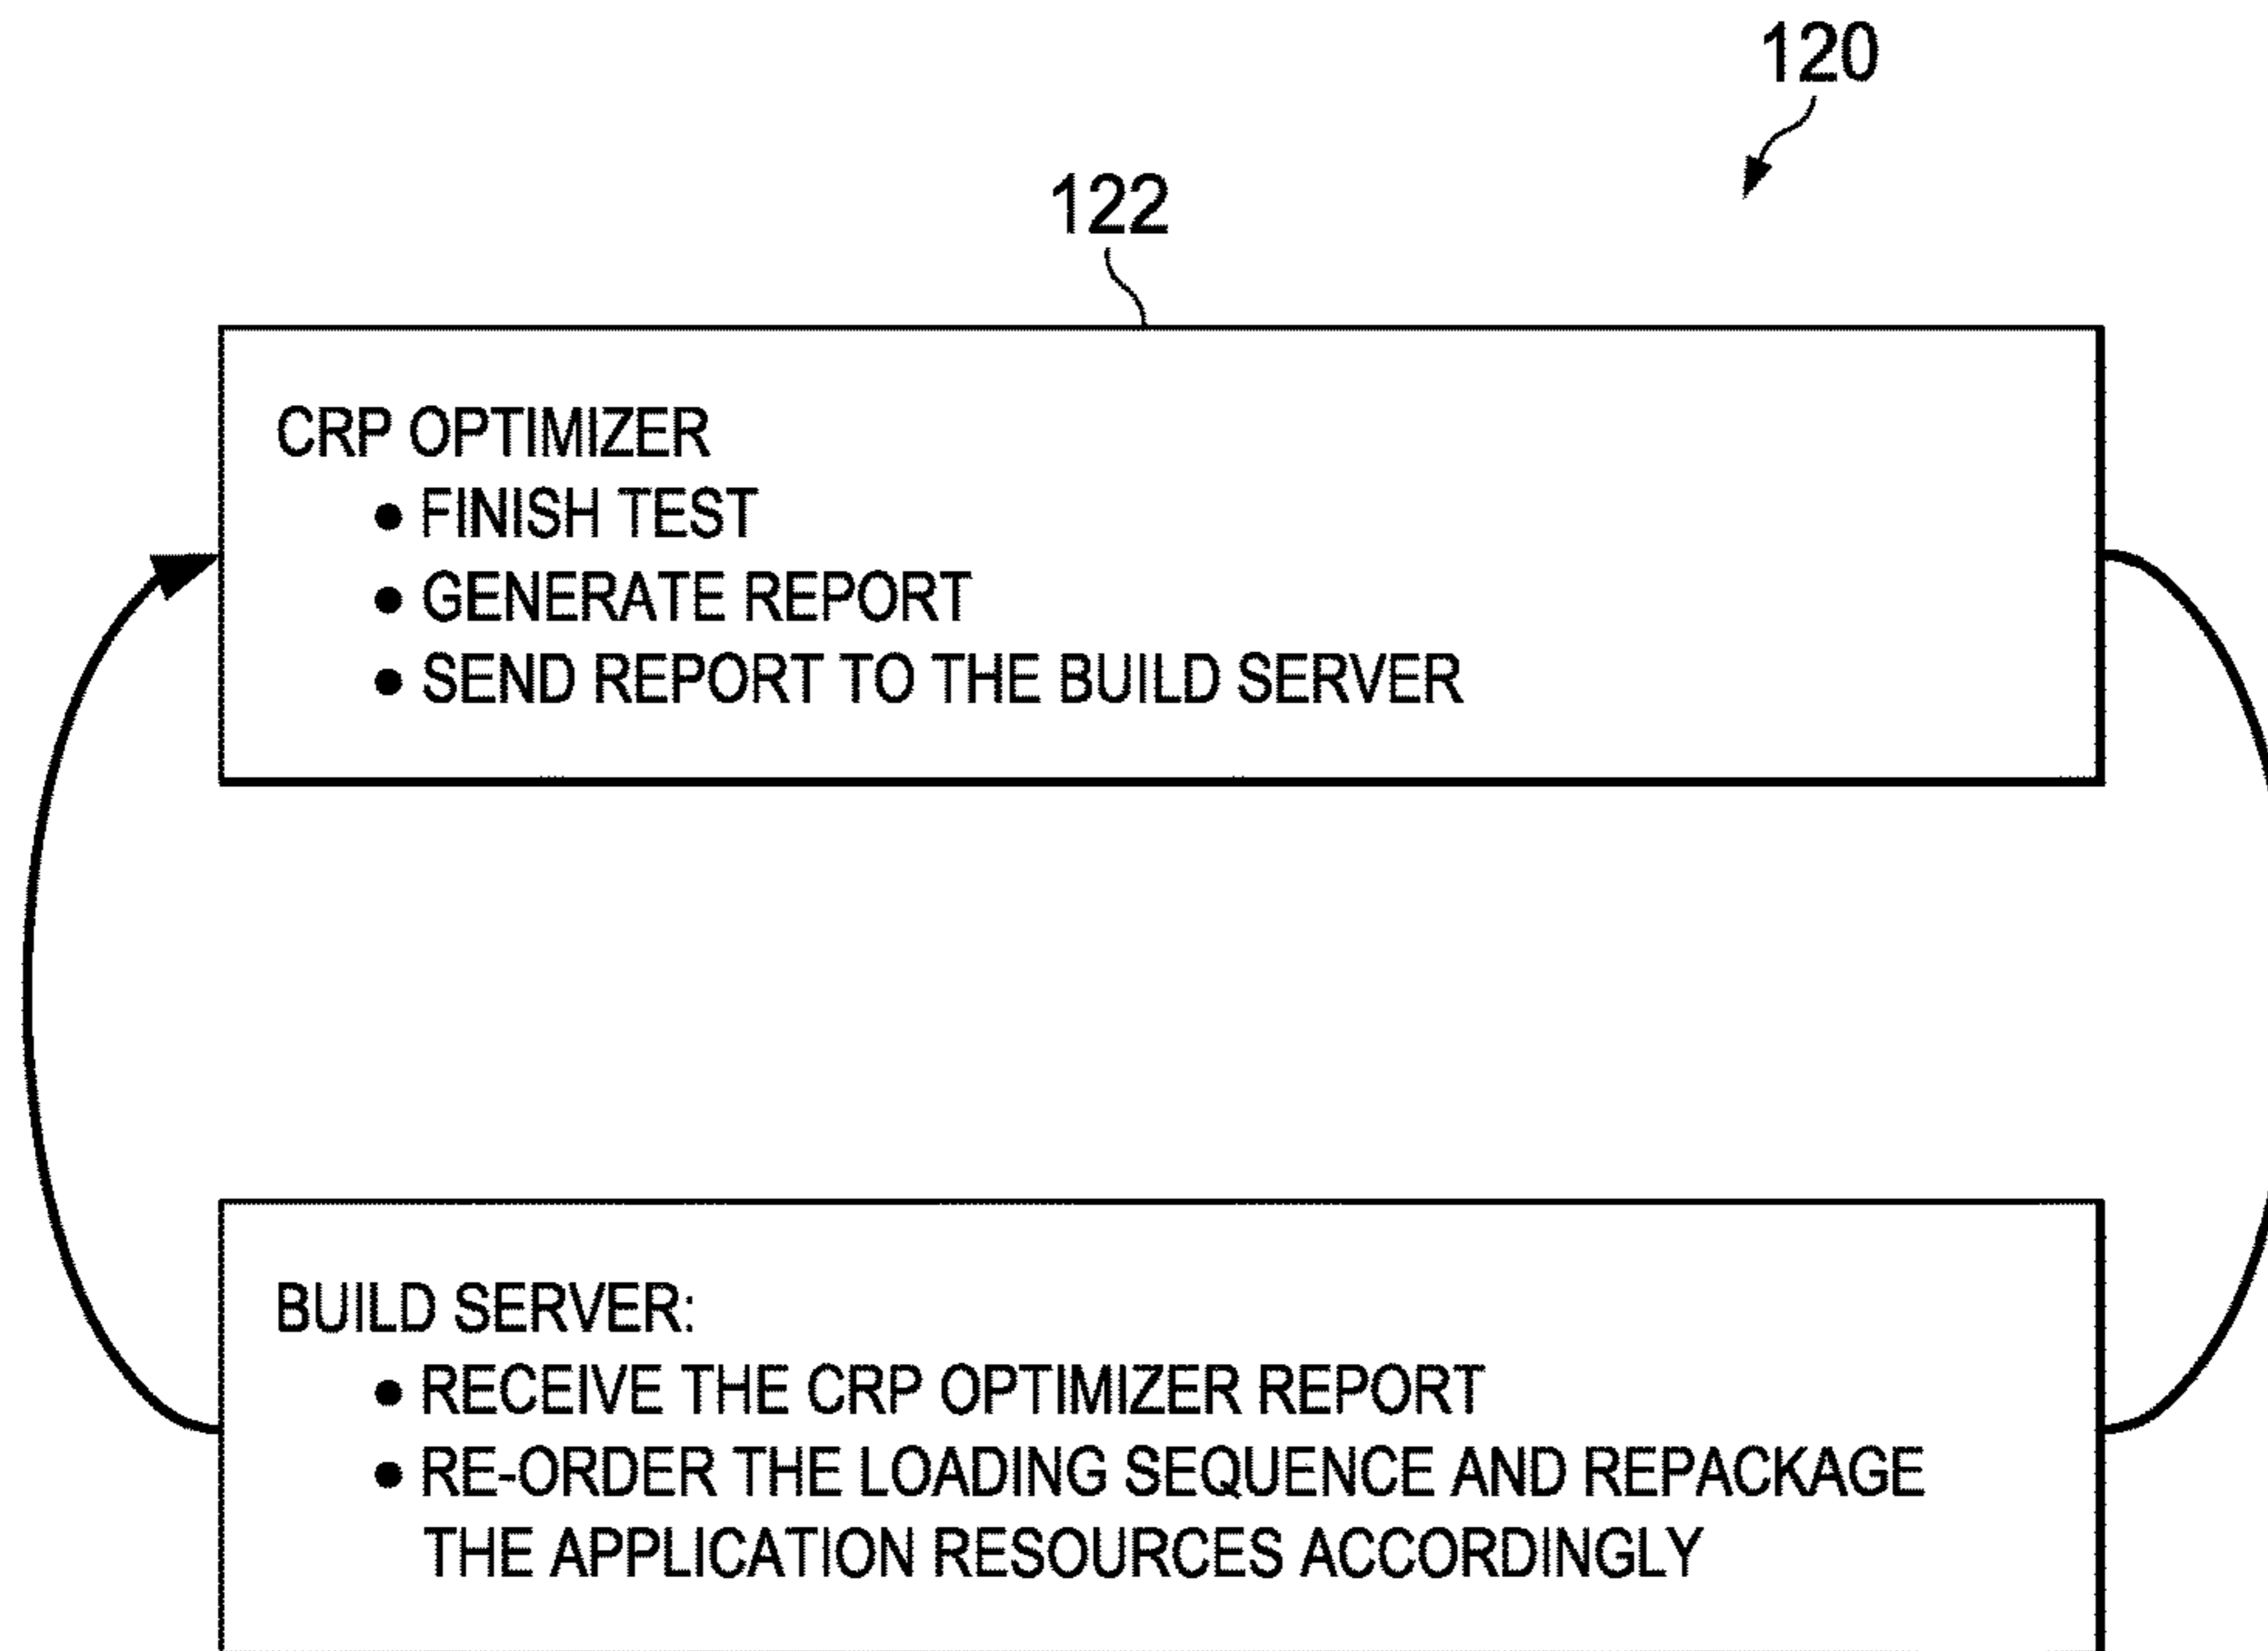 120
122
CRP OPTIMIZER
● FINISH TEST
● GENERATE REPORT
● SEND REPORT TO THE BUILD SERVER
BUILD SERVER:
● RECEIVE THE CRP OPTIMIZER REPORT
● RE-ORDER THE LOADING SEQUENCE AND REPACKAGE
THE APPLICATION RESOURCES ACCORDINGLY